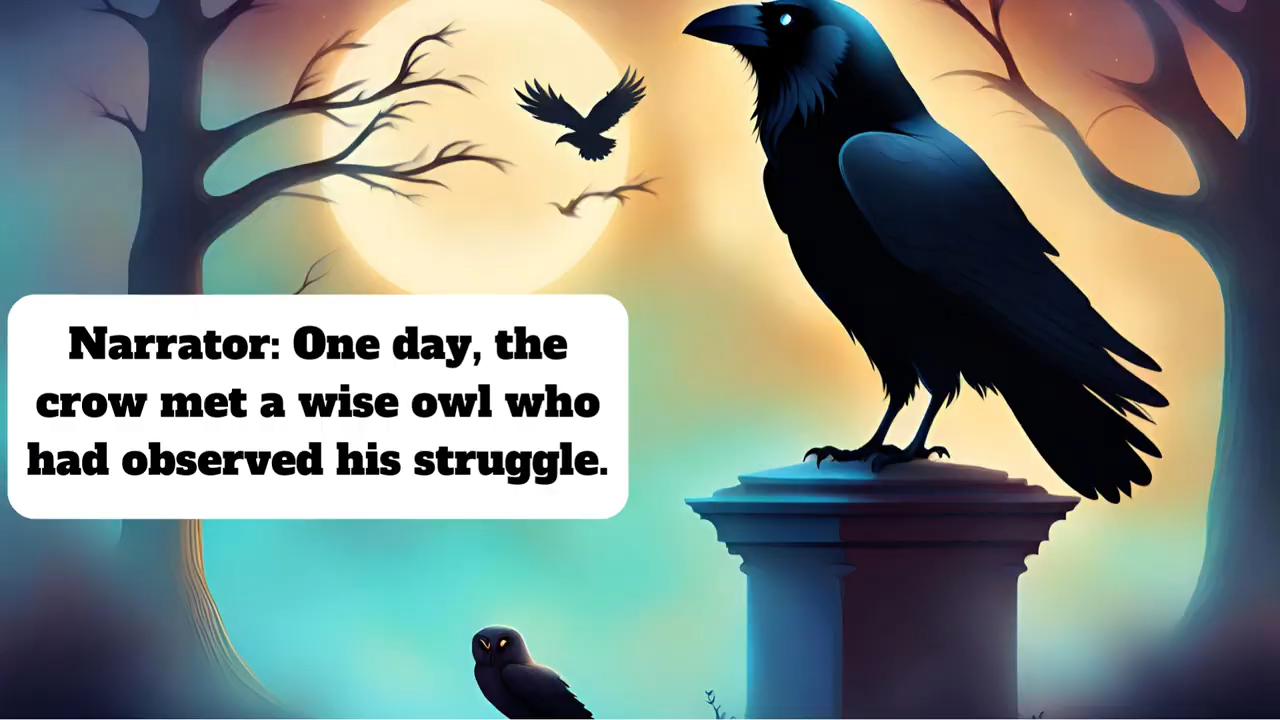 Narrator: One day, the
crow met a wise owl who
had observed his struggle.